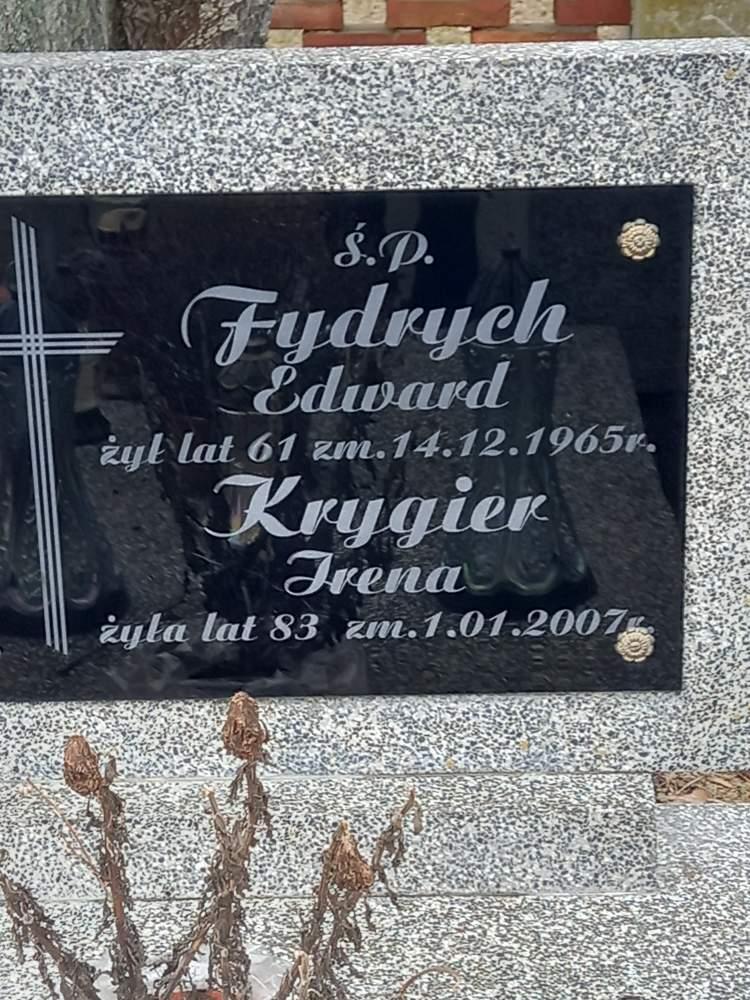 Ś.P.
Fydrych
Edward
żył lat 61 zm.14.12.1965r.
Krygier
Irena
żyła lat 83 zm.1.01.2007r.